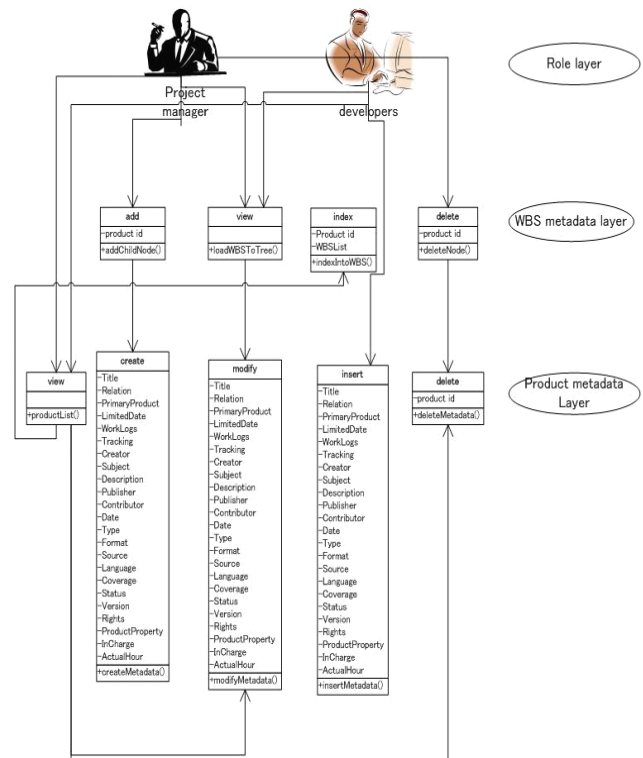 Project
manager
developers
Role layer
add
-product id
+addChildNode()
view
+loadWBSToTree()
index
-Product id
-WBSList
+indexIntoWBS()
delete
-product id
+deleteNode()
WBS metadata layer
view
+productList()
create
-Title
-Relation
-PrimaryProduct
-LimitedDate
-WorkLogs
-Tracking
-Creator
-Subject
-Description
-Publisher
-Contributor
-Date
-Type
-Format
-Source
-Language
-Coverage
-Status
-Version
-Rights
-ProductProperty
-InCharge
-ActualHour
+createMetadata()
modify
-Title
-Relation
-PrimaryProduct
-LimitedDate
-WorkLogs
-Tracking
-Creator
-Subject
-Description
-Publisher
-Contributor
-Date
-Type
-Format
-Source
-Language
-Coverage
-Status
-Version
-Rights
-ProductProperty
-InCharge
-ActualHour
+modifyMetadata()
insert
-Title
-Relation
-PrimaryProduct
-LimitedDate
-WorkLogs
-Tracking
-Creator
-Subject
-Description
-Publisher
-Contributor
-Date
-Type
-Format
-Source
-Language
-Coverage
-Status
-Version
-Rights
-ProductProperty
-InCharge
-ActualHour
+insertMetadata()
delete
-product id
+deleteMetadata()
Product metadata
Layer